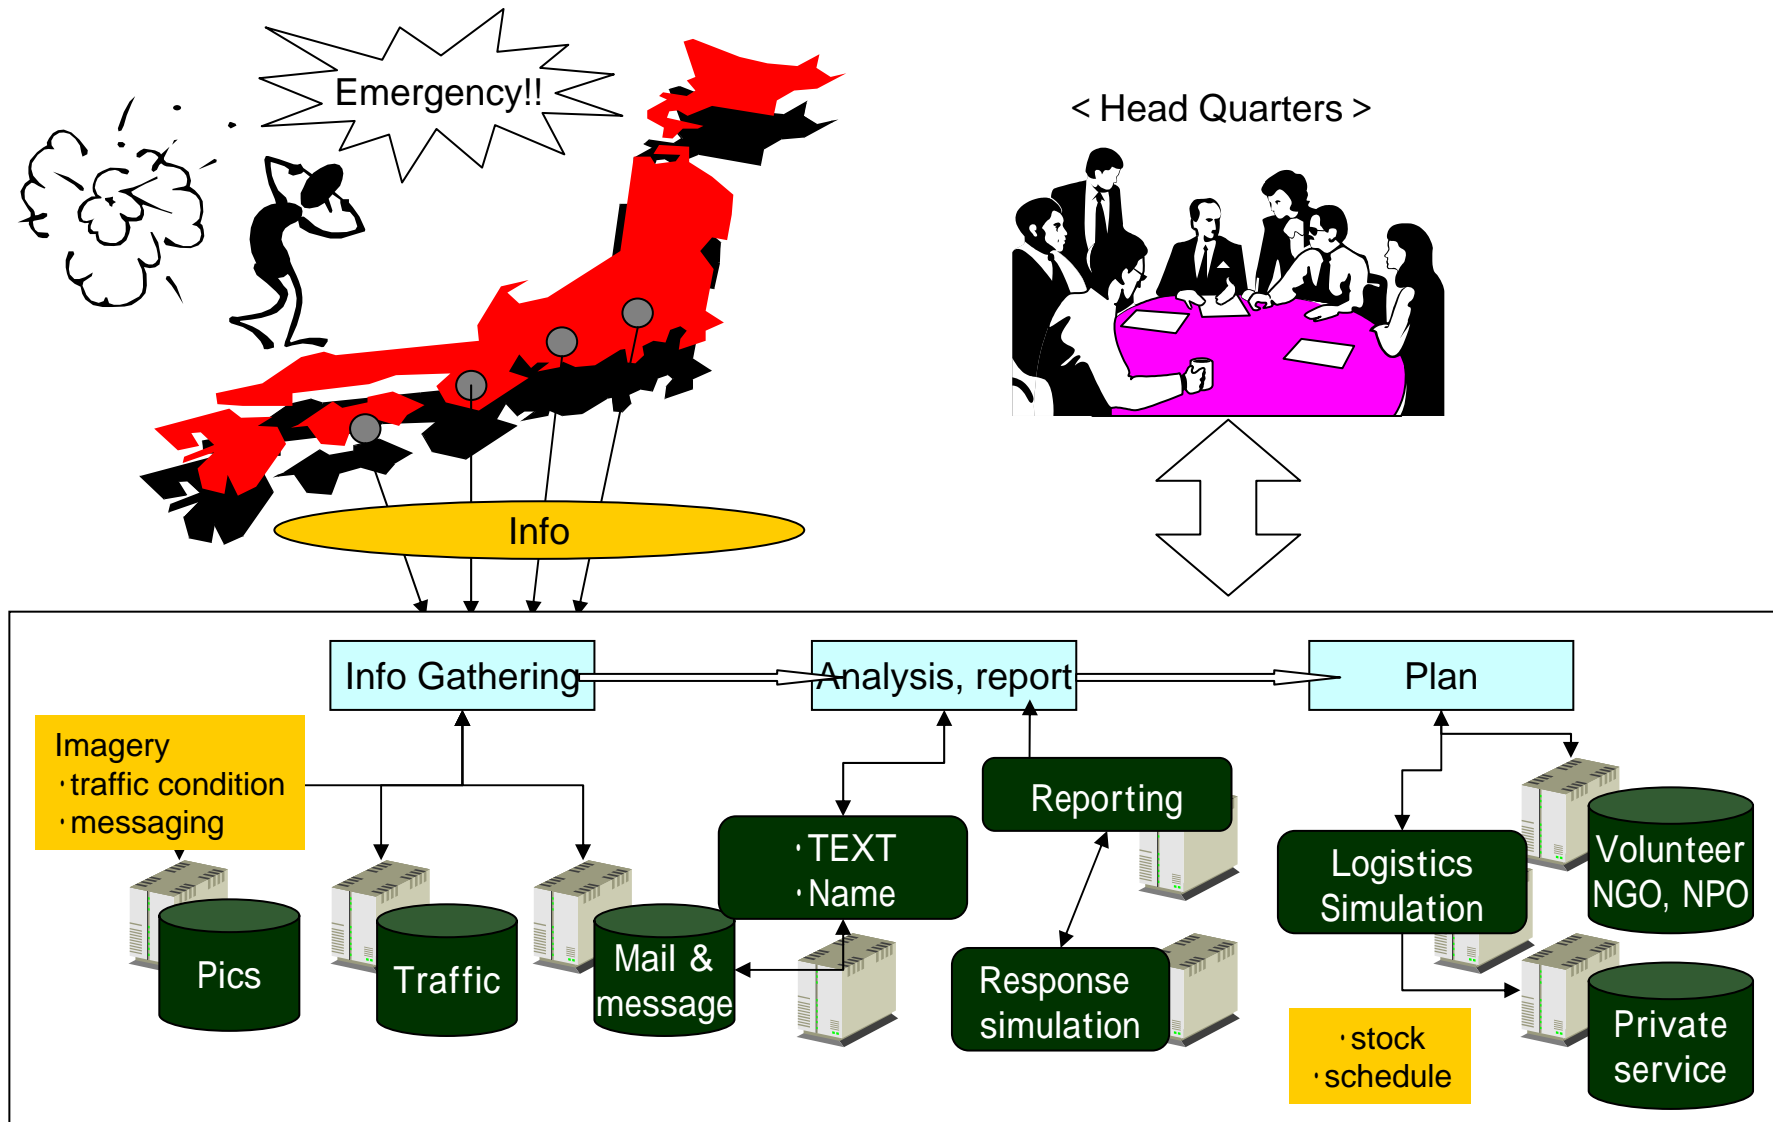 Emergency!!
< Head Quarters >
Info
Info Gathering
Analysis, report
Plan
Imagery
・traffic condition
・messaging
Pics
Traffic
Mail &
message
・TEXT
・Name
Reporting
Response
simulation
Logistics
Simulation
Volunteer
NGO, NPO
Private
service
・stock
・schedule